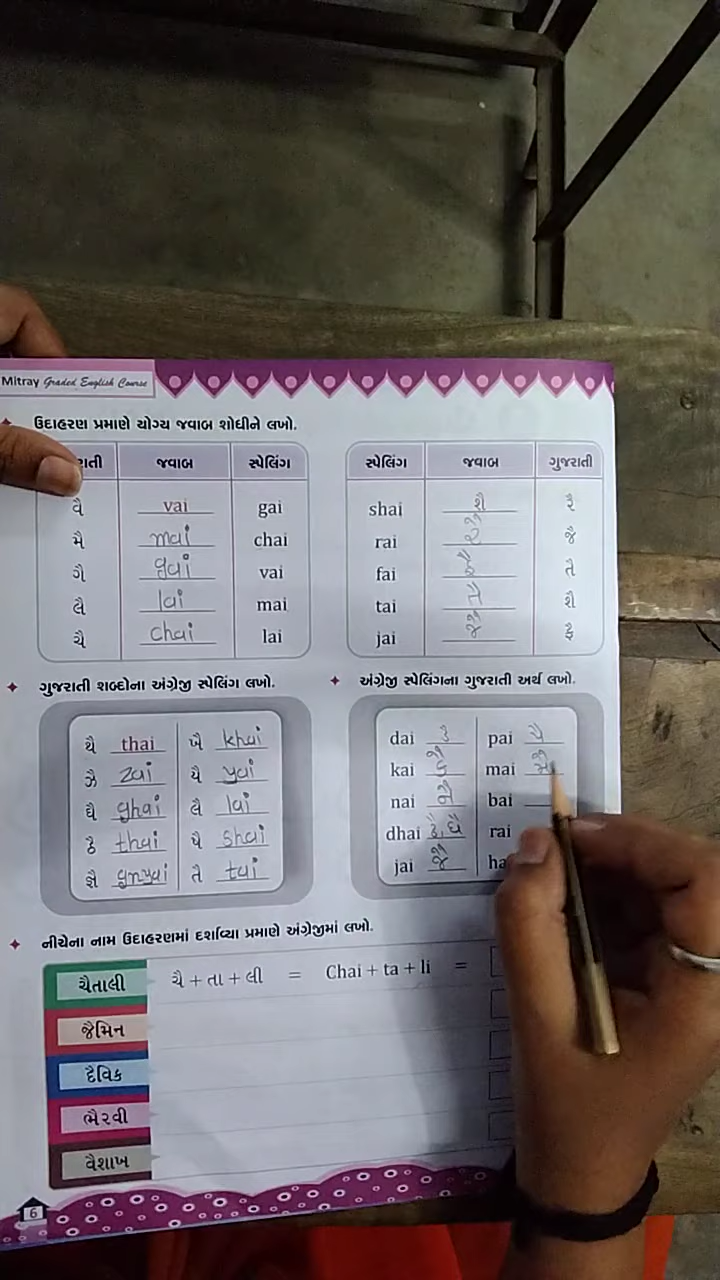 Mitray Graded English Course
ઉદાહરણ પ્રમાણે યોગ્ય જવાબ શોધીને લખો.
જવાબ સ્પેલિંગ
વૈ vai gai
મૈ mai chai
ગૈ gai vai
લૈ lai mai
ચૈ chai lai
સ્પેલિંગ જવાબ ગુજરાતી
shai શૈ રૈ
rai રૈ જૈ
fai ફૈ તૈ
tai તૈ શૈ
jai જૈ ફૈ
ગુજરાતી શબ્દોના અંગ્રેજી સ્પેલિંગ લખો.
થૈ thai ખૈ khai
ઝૈ zai યૈ yai
ઘૈ ghai લૈ lai
ઠૈ thai shai
જ્ઞૈ gnyai તૈ tai
અંગ્રેજી સ્પેલિંગના ગુજરાતી અર્થ લખો.
dai pai
kai કૈ mai મૈ
nai નૈ bai
dhai rai
jai જૈ
નીચેના નામ ઉદાહરણમાં દર્શાવ્યા પ્રમાણે અંગ્રેજીમાં લખો.
ચૈતાલી ચૈ + તા + લી = Chai + ta + li =
જૈમિન
દૈવિક
ભૈરવી
વૈશાખ
6